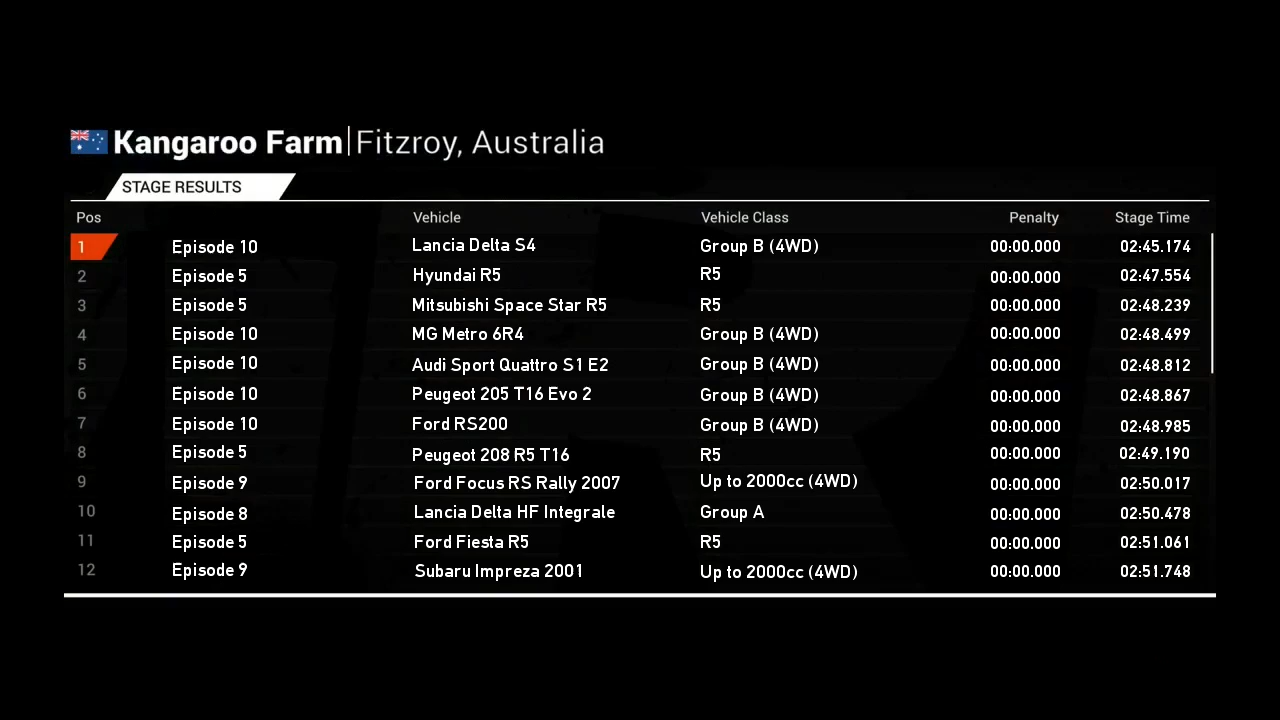 Kangaroo Farm | Fitzroy, Australia
STAGE RESULTS
Pos Vehicle Vehicle Class Penalty Stage Time
1 Episode 10 Lancia Delta S4 Group B (4WD) 00:00.000 02:45.174
2 Episode 5 Hyundai R5 R5 00:00.000 02:47.554
3 Episode 5 Mitsubishi Space Star R5 R5 00:00.000 02:48.239
4 Episode 10 MG Metro 6R4 Group B (4WD) 00:00.000 02:48.499
5 Episode 10 Audi Sport Quattro S1 E2 Group B (4WD) 00:00.000 02:48.812
6 Episode 10 Peugeot 205 T16 Evo 2 Group B (4WD) 00:00.000 02:48.867
7 Episode 10 Ford RS200 Group B (4WD) 00:00.000 02:48.985
8 Episode 5 Peugeot 208 R5 T16 R5 00:00.000 02:49.190
9 Episode 9 Ford Focus RS Rally 2007 Up to 2000cc (4WD) 00:00.000 02:50.017
10 Episode 8 Lancia Delta HF Integrale Group A 00:00.000 02:50.478
11 Episode 5 Ford Fiesta R5 R5 00:00.000 02:51.061
12 Episode 9 Subaru Impreza 2001 Up to 2000cc (4WD) 00:00.000 02:51.748